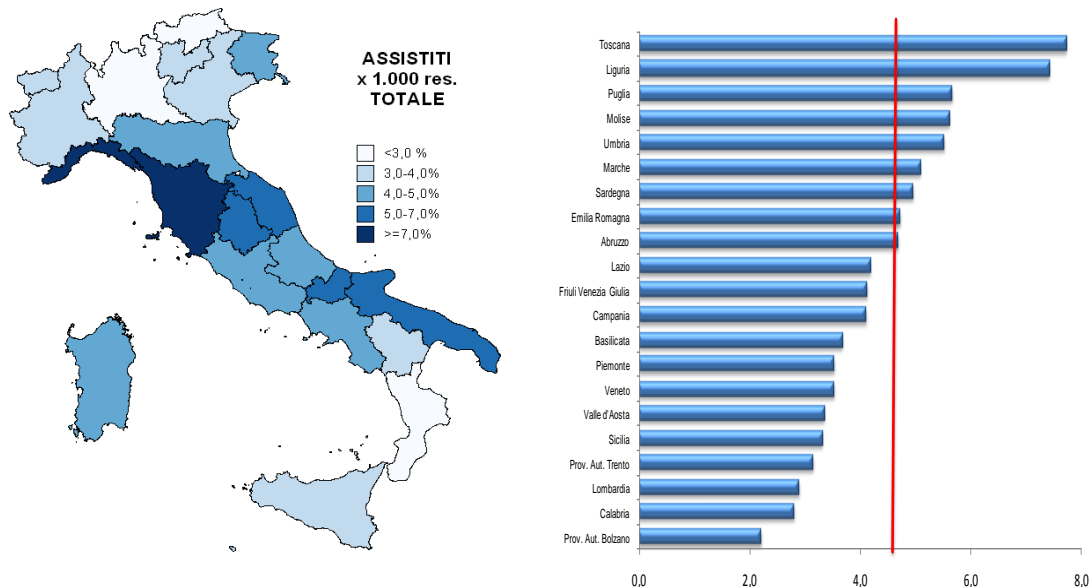 ASSISTITI
x 1.000 res.
TOTALE
<3,0 %
3,0-4,0%
4,0-5,0%
5,0-7,0%
>=7,0%
Toscana
Liguria
Puglia
Molise
Umbria
Marche
Sardegna
Emilia Romagna
Abruzzo
Lazio
Friuli Venezia Giulia
Campania
Basilicata
Piemonte
Veneto
Valle d'Aosta
Sicilia
Prov. Aut. Trento
Lombardia
Calabria
Prov. Aut. Bolzano
0,0 2,0 4,0 6,0 8,0